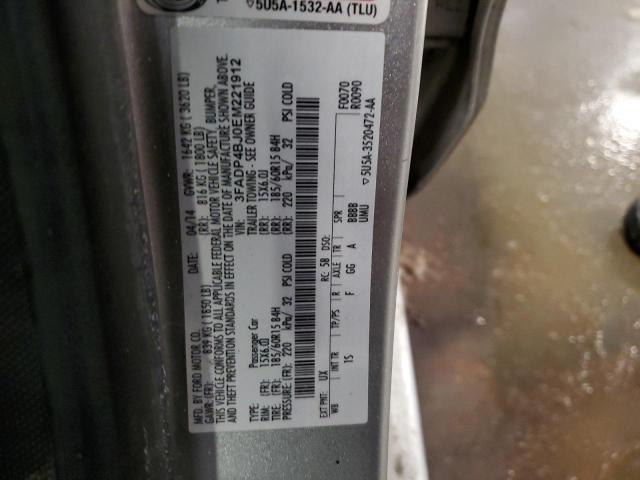 ▽5U5A-1532-AA (TLU)
MFD. BY FORD MOTOR CO.
DATE: 04/14 GVWR: 1642 KG ( 3620 LB)
GAWR: (FR): 839 KG (1850 LB) (RR): 816 KG ( 1800 LB)
THIS VEHICLE CONFORMS TO ALL APPLICABLE FEDERAL MOTOR VEHICLE SAFETY, BUMPER,
AND THEFT PREVENTION STANDARDS IN EFFECT ON THE DATE OF MANUFACTURE SHOWN ABOVE.
VIN: 3FADP4BJ0EM221912
TYPE: Passenger Car TRAILER TOWING - SEE OWNER GUIDE
RIM: (FR): 15X6.0J (RR): 15X6.0J
TIRE: (FR): 185/60R15 84H (RR): 185/60R15 84H
PRESSURE: (FR): 220 kPa/ 32 PSI COLD (RR): 220 kPa/ 32 PSI COLD
F0070
R0090
EXT PNT: UX RC: 58 DSO:
WB INT TR TP/PS R AXLE TR SPR
15 F GG A BBBB
UMU
▽5U5A-3520472-AA